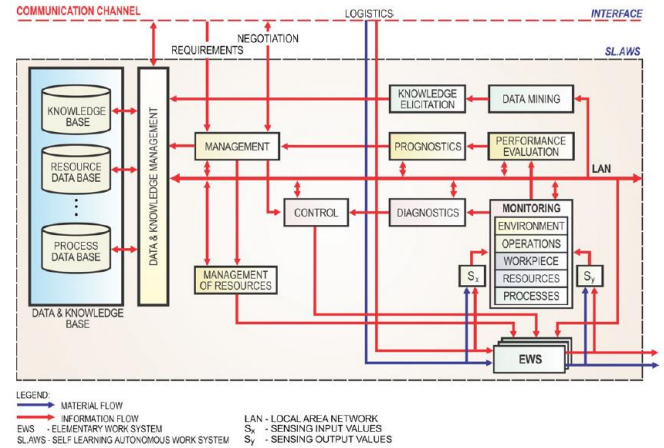 COMMUNICATION CHANNEL
LOGISTICS
INTERFACE
REQUIREMENTS
NEGOTIATION
SL.AWS
KNOWLEDGE
BASE
RESOURCE
DATA BASE
PROCESS
DATA BASE
DATA & KNOWLEDGE
BASE
DATA & KNOWLEDGE MANAGEMENT
KNOWLEDGE
ELICITATION
DATA MINING
MANAGEMENT
PROGNOSTICS
PERFORMANCE
EVALUATION
LAN
CONTROL
DIAGNOSTICS
MONITORING
ENVIRONMENT
OPERATIONS
WORKPIECE
RESOURCES
PROCESSES
MANAGEMENT
OF RESOURCES
Sx
Sy
EWS
LEGEND:
MATERIAL FLOW
INFORMATION FLOW
EWS - ELEMENTARY WORK SYSTEM
SL.AWS - SELF LEARNING AUTONOMOUS WORK SYSTEM
LAN - LOCAL AREA NETWORK
Sx - SENSING INPUT VALUES
Sy - SENSING OUTPUT VALUES